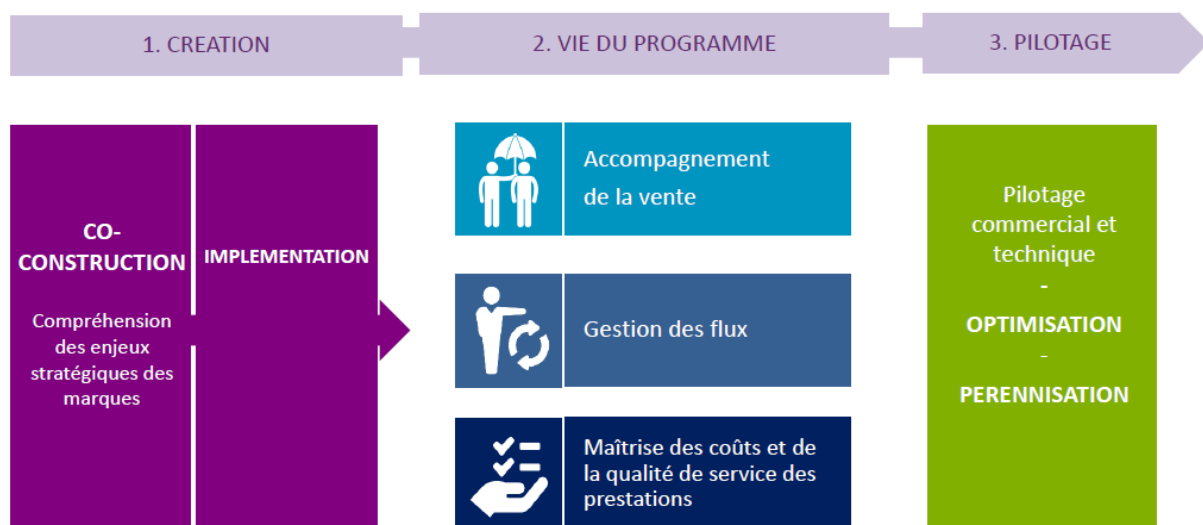 1. CREATION
2. VIE DU PROGRAMME
3. PILOTAGE
CO-
CONSTRUCTION
Compréhension
des enjeux
stratégiques des
marques
IMPLEMENTATION
Accompagnement
de la vente
Gestion des flux
Maîtrise des coûts et de
la qualité de service des
prestations
Pilotage
commercial et
technique
-
OPTIMISATION
-
PERENNISATION